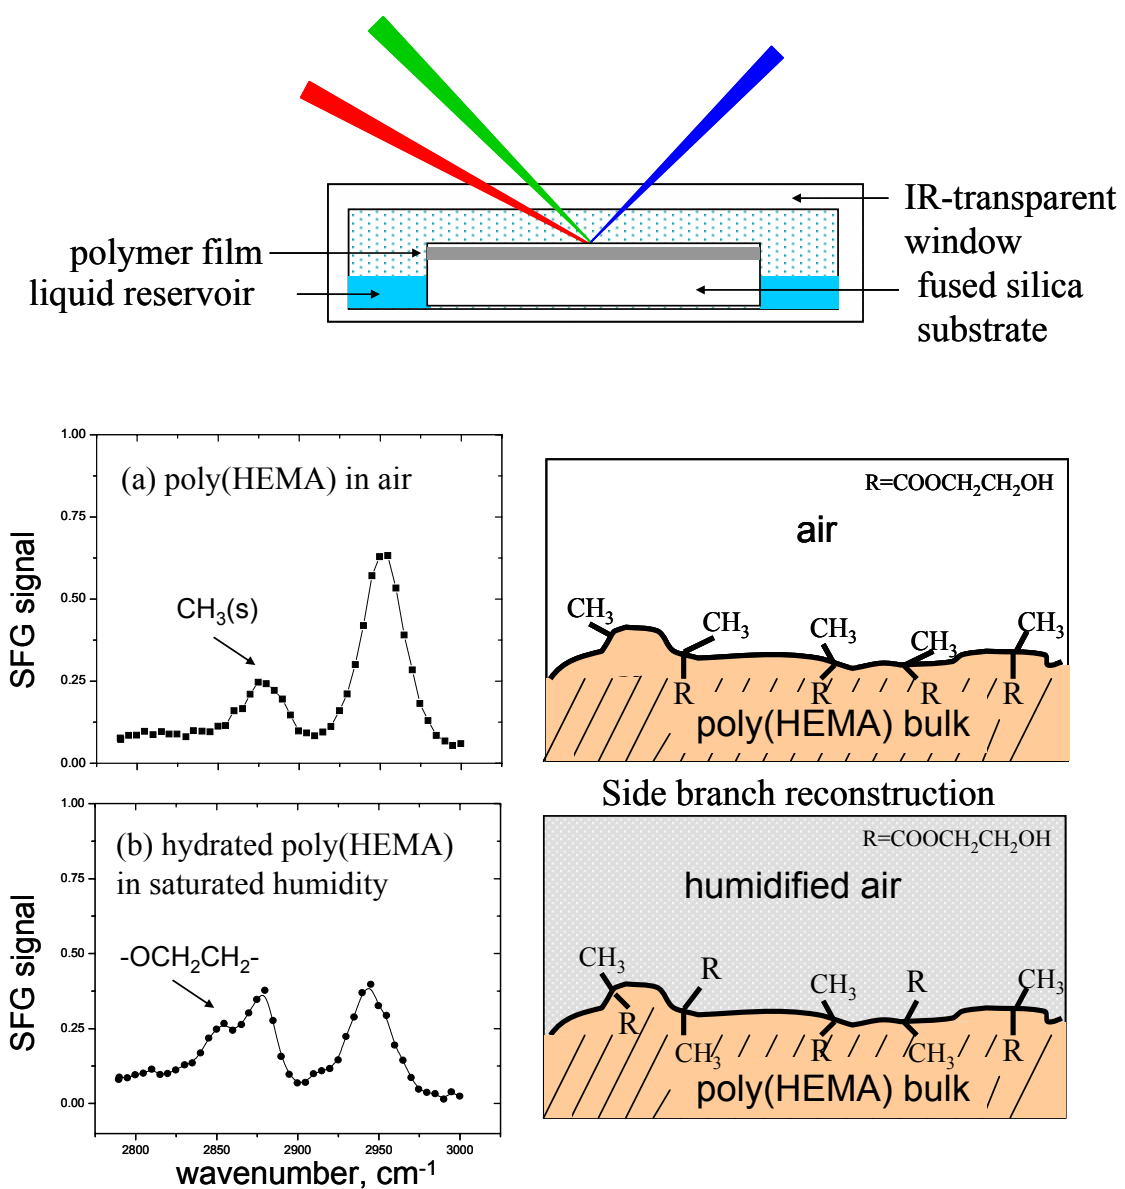 IR-transparent
window
polymer film
liquid reservoir
fused silica
substrate
1.00
(a) poly(HEMA) in air
0.75
0.50
CH₃(s)
0.25
0.00
SFG signal
R=COOCH₂CH₂OH
air
CH₃
CH₃
CH₃
CH₃
CH₃
R
R
R
R
poly(HEMA) bulk
Side branch reconstruction
1.00
(b) hydrated poly(HEMA)
in saturated humidity
0.75
0.50
-OCH₂CH₂-
0.25
0.00
SFG signal
2800 2850 2900 2950 3000
wavenumber, cm⁻¹
R=COOCH₂CH₂OH
humidified air
CH₃
R
CH₃
R
CH₃
R
CH₃
R
CH₃
R
poly(HEMA) bulk